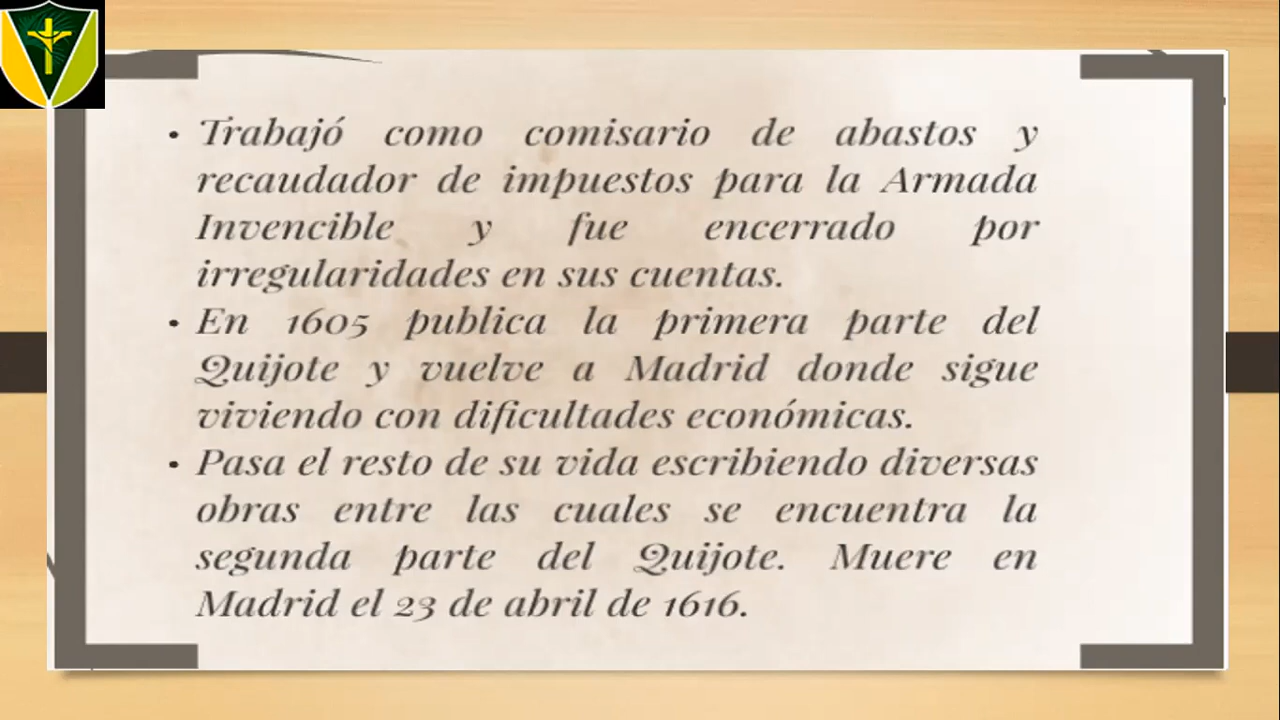 • Trabajó como comisario de abastos y
recaudador de impuestos para la Armada
Invencible y fue encerrado por
irregularidades en sus cuentas.
• En 1605 publica la primera parte del
Quijote y vuelve a Madrid donde sigue
viviendo con dificultades económicas.
• Pasa el resto de su vida escribiendo diversas
obras entre las cuales se encuentra la
segunda parte del Quijote. Muere en
Madrid el 23 de abril de 1616.